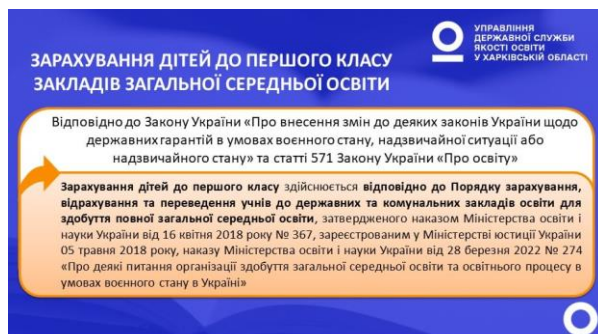 УПРАВЛІННЯ
ДЕРЖАВНОЇ СЛУЖБИ
ЯКОСТІ ОСВІТИ
У ХАРКІВСЬКІЙ ОБЛАСТІ
ЗАРАХУВАННЯ ДІТЕЙ ДО ПЕРШОГО КЛАСУ
ЗАКЛАДІВ ЗАГАЛЬНОЇ СЕРЕДНЬОЇ ОСВІТИ
Відповідно до Закону України «Про внесення змін до деяких законів України щодо
державних гарантій в умовах воєнного стану, надзвичайної ситуації або
надзвичайного стану» та статті 571 Закону України «Про освіту»
Зарахування дітей до першого класу здійснюється відповідно до Порядку зарахування,
відрахування та переведення учнів до державних та комунальних закладів освіти для
здобуття повної загальної середньої освіти, затвердженого наказом Міністерства освіти і
науки України від 16 квітня 2018 року № 367, зареєстрованим у Міністерстві юстиції України
05 травня 2018 року, наказу Міністерства освіти і науки України від 28 березня 2022 № 274
«Про деякі питання організації здобуття загальної середньої освіти та освітнього процесу в
умовах воєнного стану в Україні»